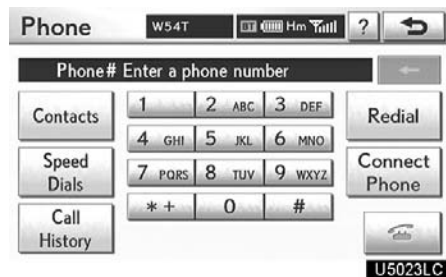 Phone W54T BT Hm ?
Phone# Enter a phone number
Contacts 1 2 ABC 3 DEF Redial
4 GHI 5 JKL 6 MNO
Speed Dials 7 PQRS 8 TUV 9 WXYZ Connect Phone
Call History * + 0 #
U5023LC